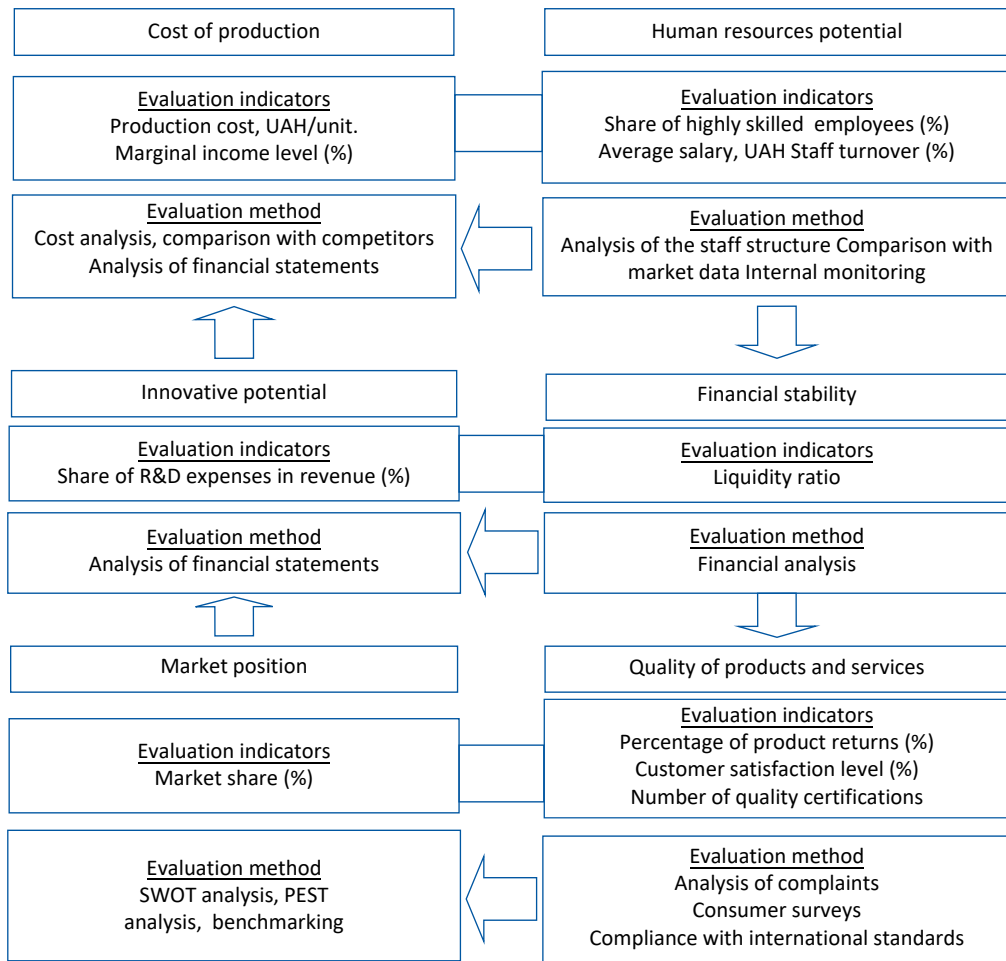 Cost of production
Human resources potential
Evaluation indicators
Production cost, UAH/unit.
Marginal income level (%)
Evaluation indicators
Share of highly skilled employees (%)
Average salary, UAH Staff turnover (%)
Evaluation method
Cost analysis, comparison with competitors
Analysis of financial statements
Evaluation method
Analysis of the staff structure Comparison with
market data Internal monitoring
Innovative potential
Financial stability
Evaluation indicators
Share of R&D expenses in revenue (%)
Evaluation indicators
Liquidity ratio
Evaluation method
Analysis of financial statements
Evaluation method
Financial analysis
Market position
Quality of products and services
Evaluation indicators
Market share (%)
Evaluation indicators
Percentage of product returns (%)
Customer satisfaction level (%)
Number of quality certifications
Evaluation method
SWOT analysis, PEST
analysis, benchmarking
Evaluation method
Analysis of complaints
Consumer surveys
Compliance with international standards